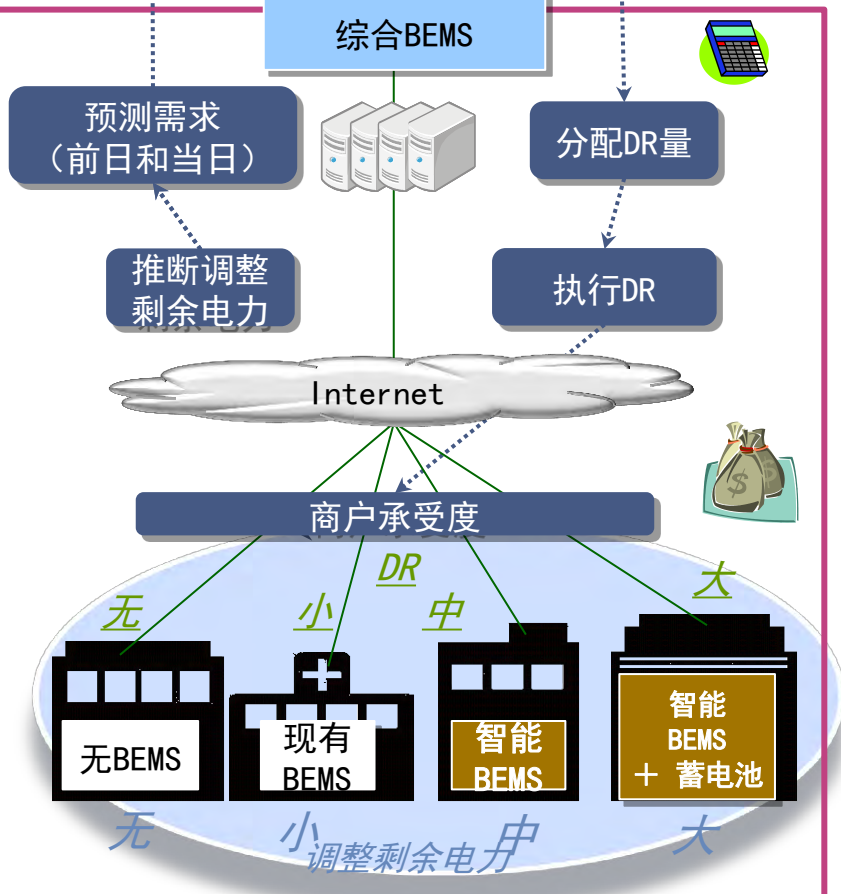 综合BEMS
预测需求
（前日和当日）
分配DR量
推断调整
剩余电力
执行DR
Internet
商户承受度
DR
无
小
中
大
无BEMS
现有
BEMS
智能
BEMS
智能
BEMS
＋ 蓄电池
无
小
中
大
调整剩余电力